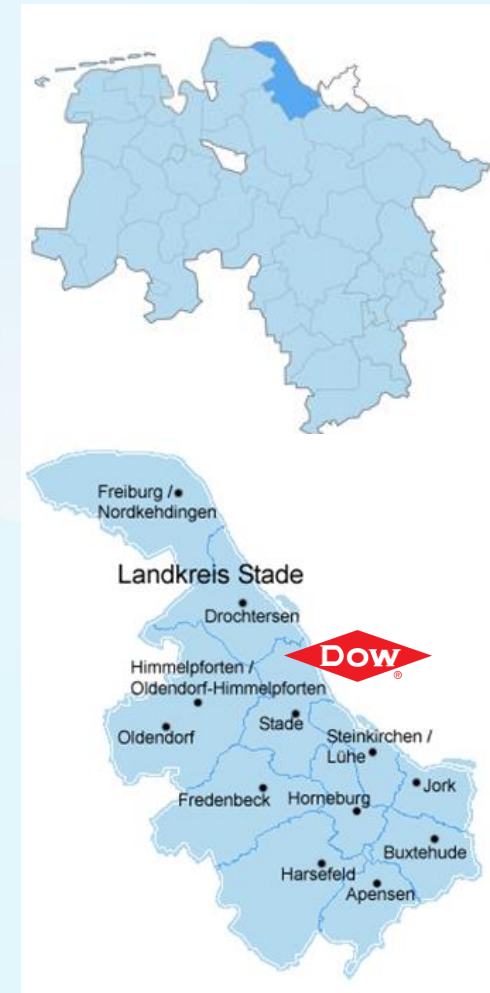 Freiburg /
Nordkehdingen
Landkreis Stade
Drochtersen
Dow
®
Himmelpforten /
Oldendorf-Himmelpforten
Stade
Steinkirchen /
Lühe
Oldendorf
Jork
Fredenbeck
Horneburg
Buxtehude
Harsefeld
Apensen